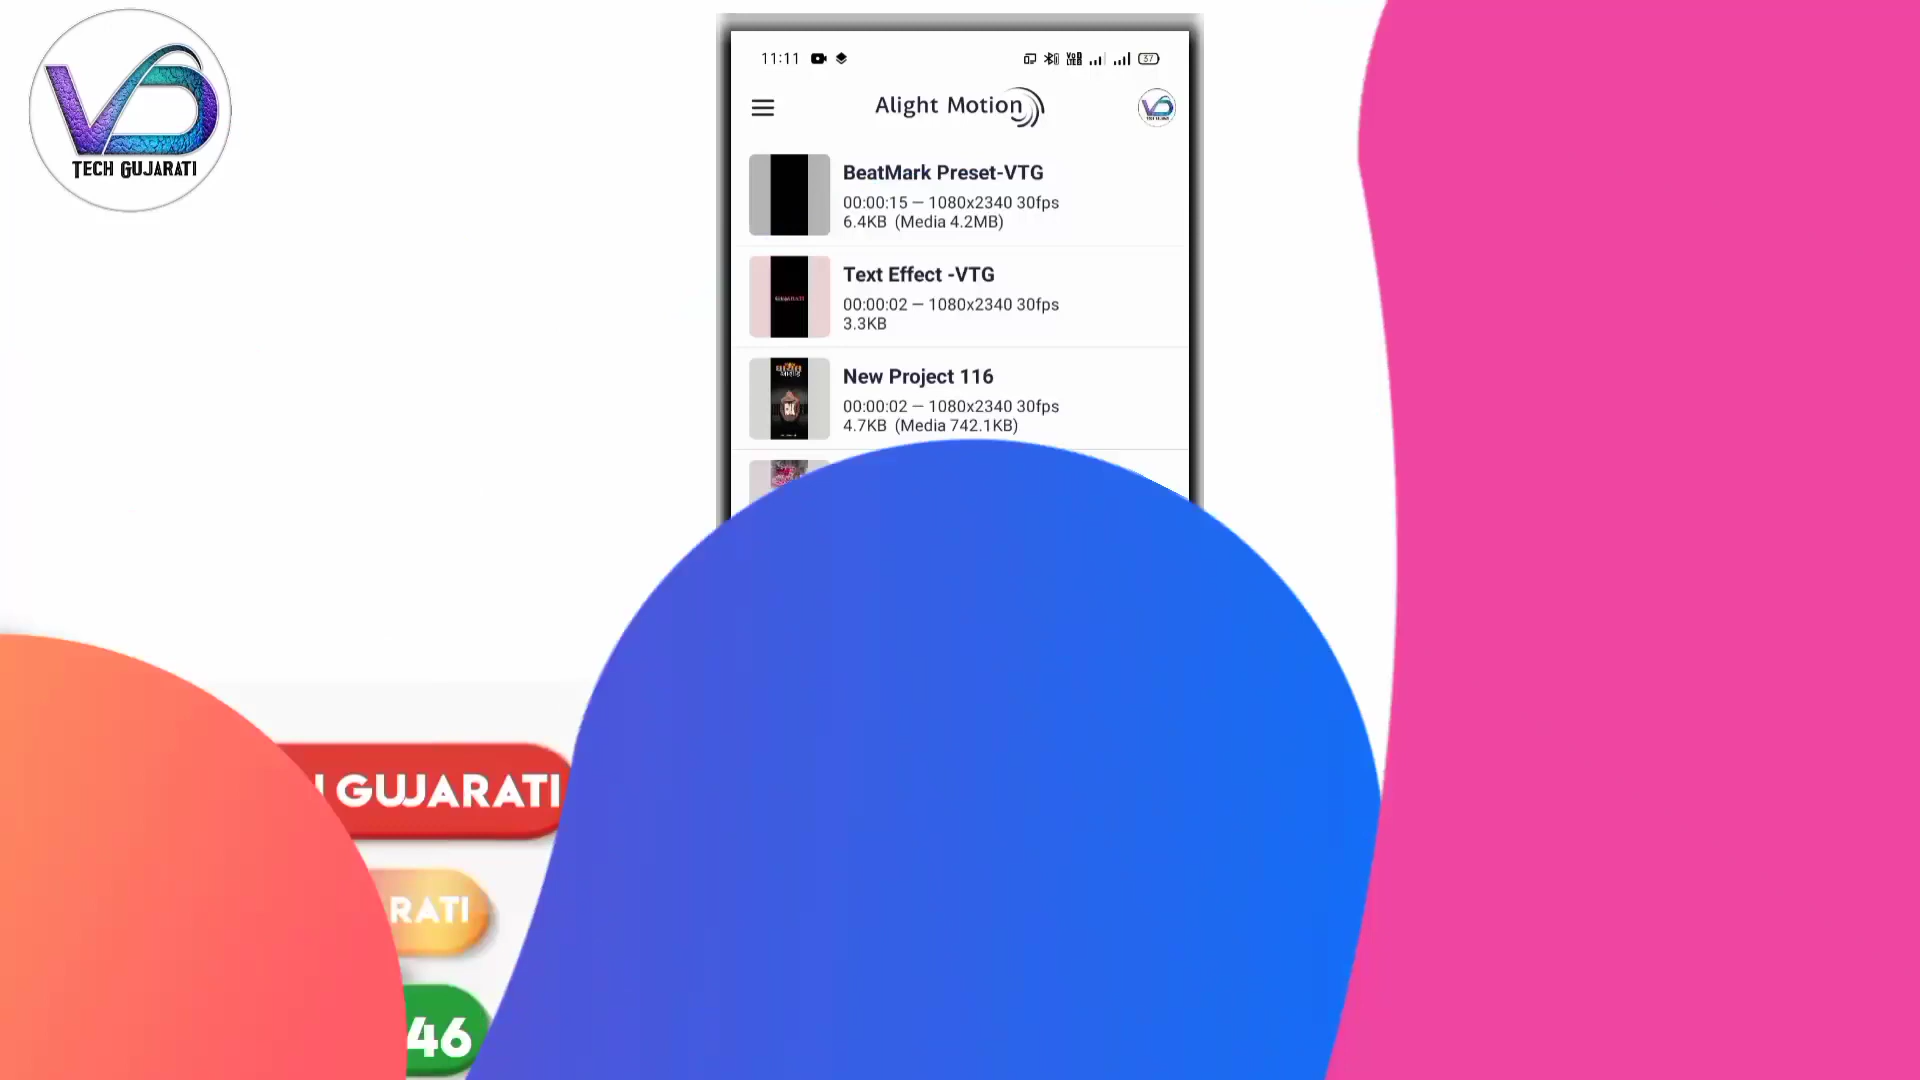 VD
TECH GUJARATI
11:11
37
Alight Motion
BeatMark Preset-VTG
00:00:15 — 1080x2340 30fps
6.4KB (Media 4.2MB)
Text Effect -VTG
00:00:02 — 1080x2340 30fps
3.3KB
New Project 116
00:00:02 — 1080x2340 30fps
4.7KB (Media 742.1KB)
GUJARATI
RATI
46